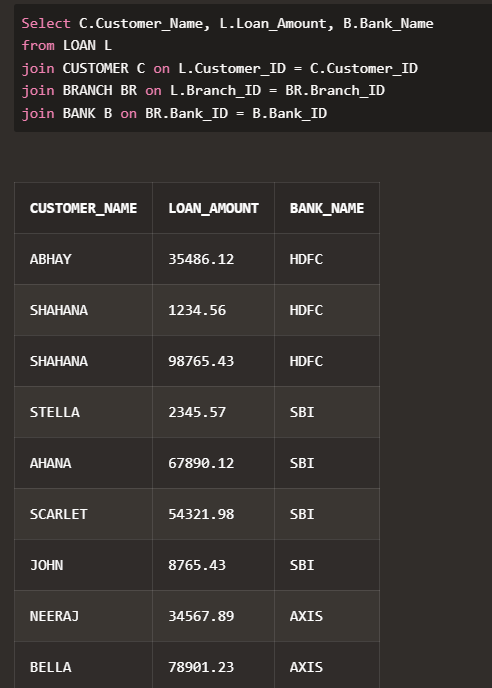 Select C.Customer_Name, L.Loan_Amount, B.Bank_Name
from LOAN L
join CUSTOMER C on L.Customer_ID = C.Customer_ID
join BRANCH BR on L.Branch_ID = BR.Branch_ID
join BANK B on BR.Bank_ID = B.Bank_ID
CUSTOMER_NAME LOAN_AMOUNT BANK_NAME
ABHAY 35486.12 HDFC
SHAHANA 1234.56 HDFC
SHAHANA 98765.43 HDFC
STELLA 2345.57 SBI
AHANA 67890.12 SBI
SCARLET 54321.98 SBI
JOHN 8765.43 SBI
NEERAJ 34567.89 AXIS
BELLA 78901.23 AXIS